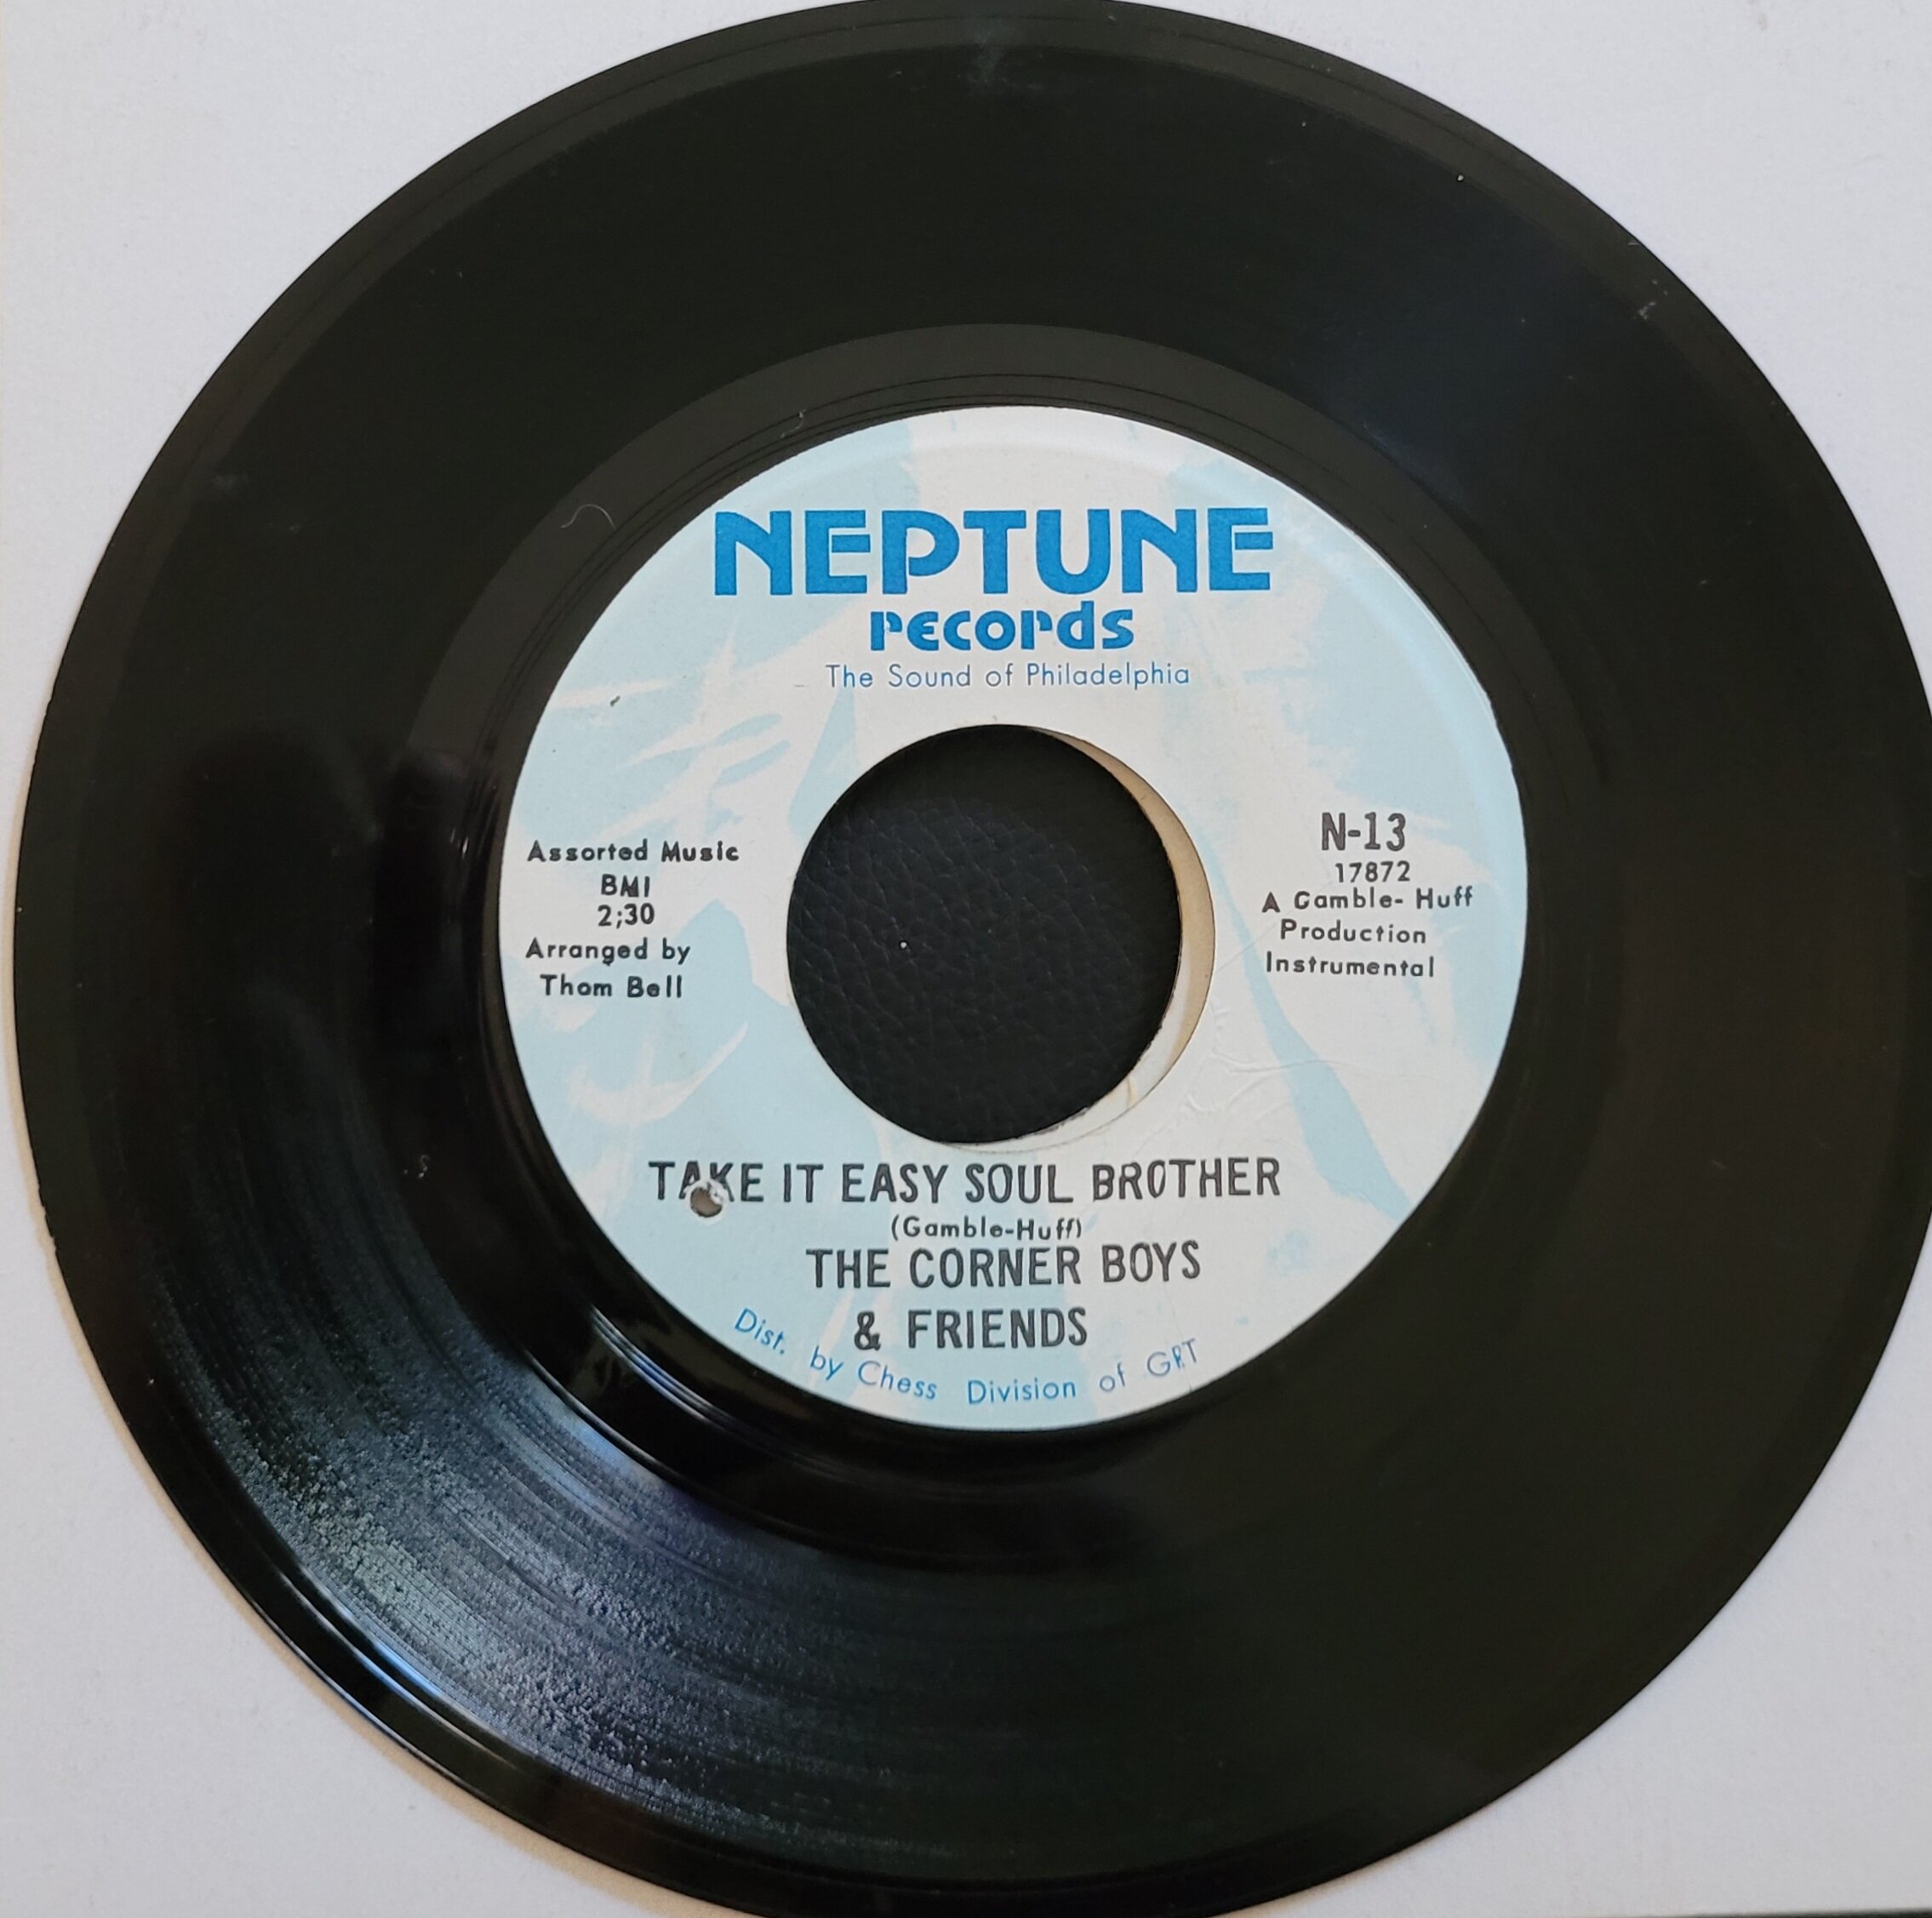 NEPTUNE
records
The Sound of Philadelphia
Assorted Music
BMI
2;30
Arranged by
Thom Bell
N-13
17872
A Gamble- Huff
Production
Instrumental
TAKE IT EASY SOUL BROTHER
(Gamble-Huff)
THE CORNER BOYS
& FRIENDS
Dist. by Chess Division of GRT